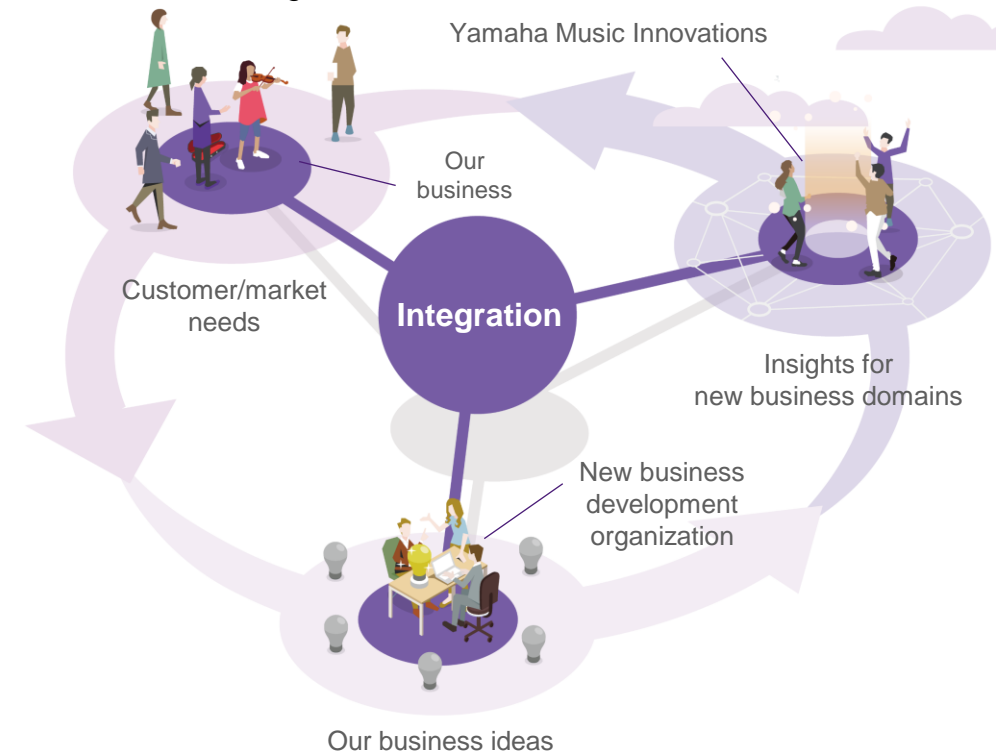 Yamaha Music Innovations
Our
business
Integration
Customer/market
needs
Insights for
new business domains
New business
development
organization
Our business ideas